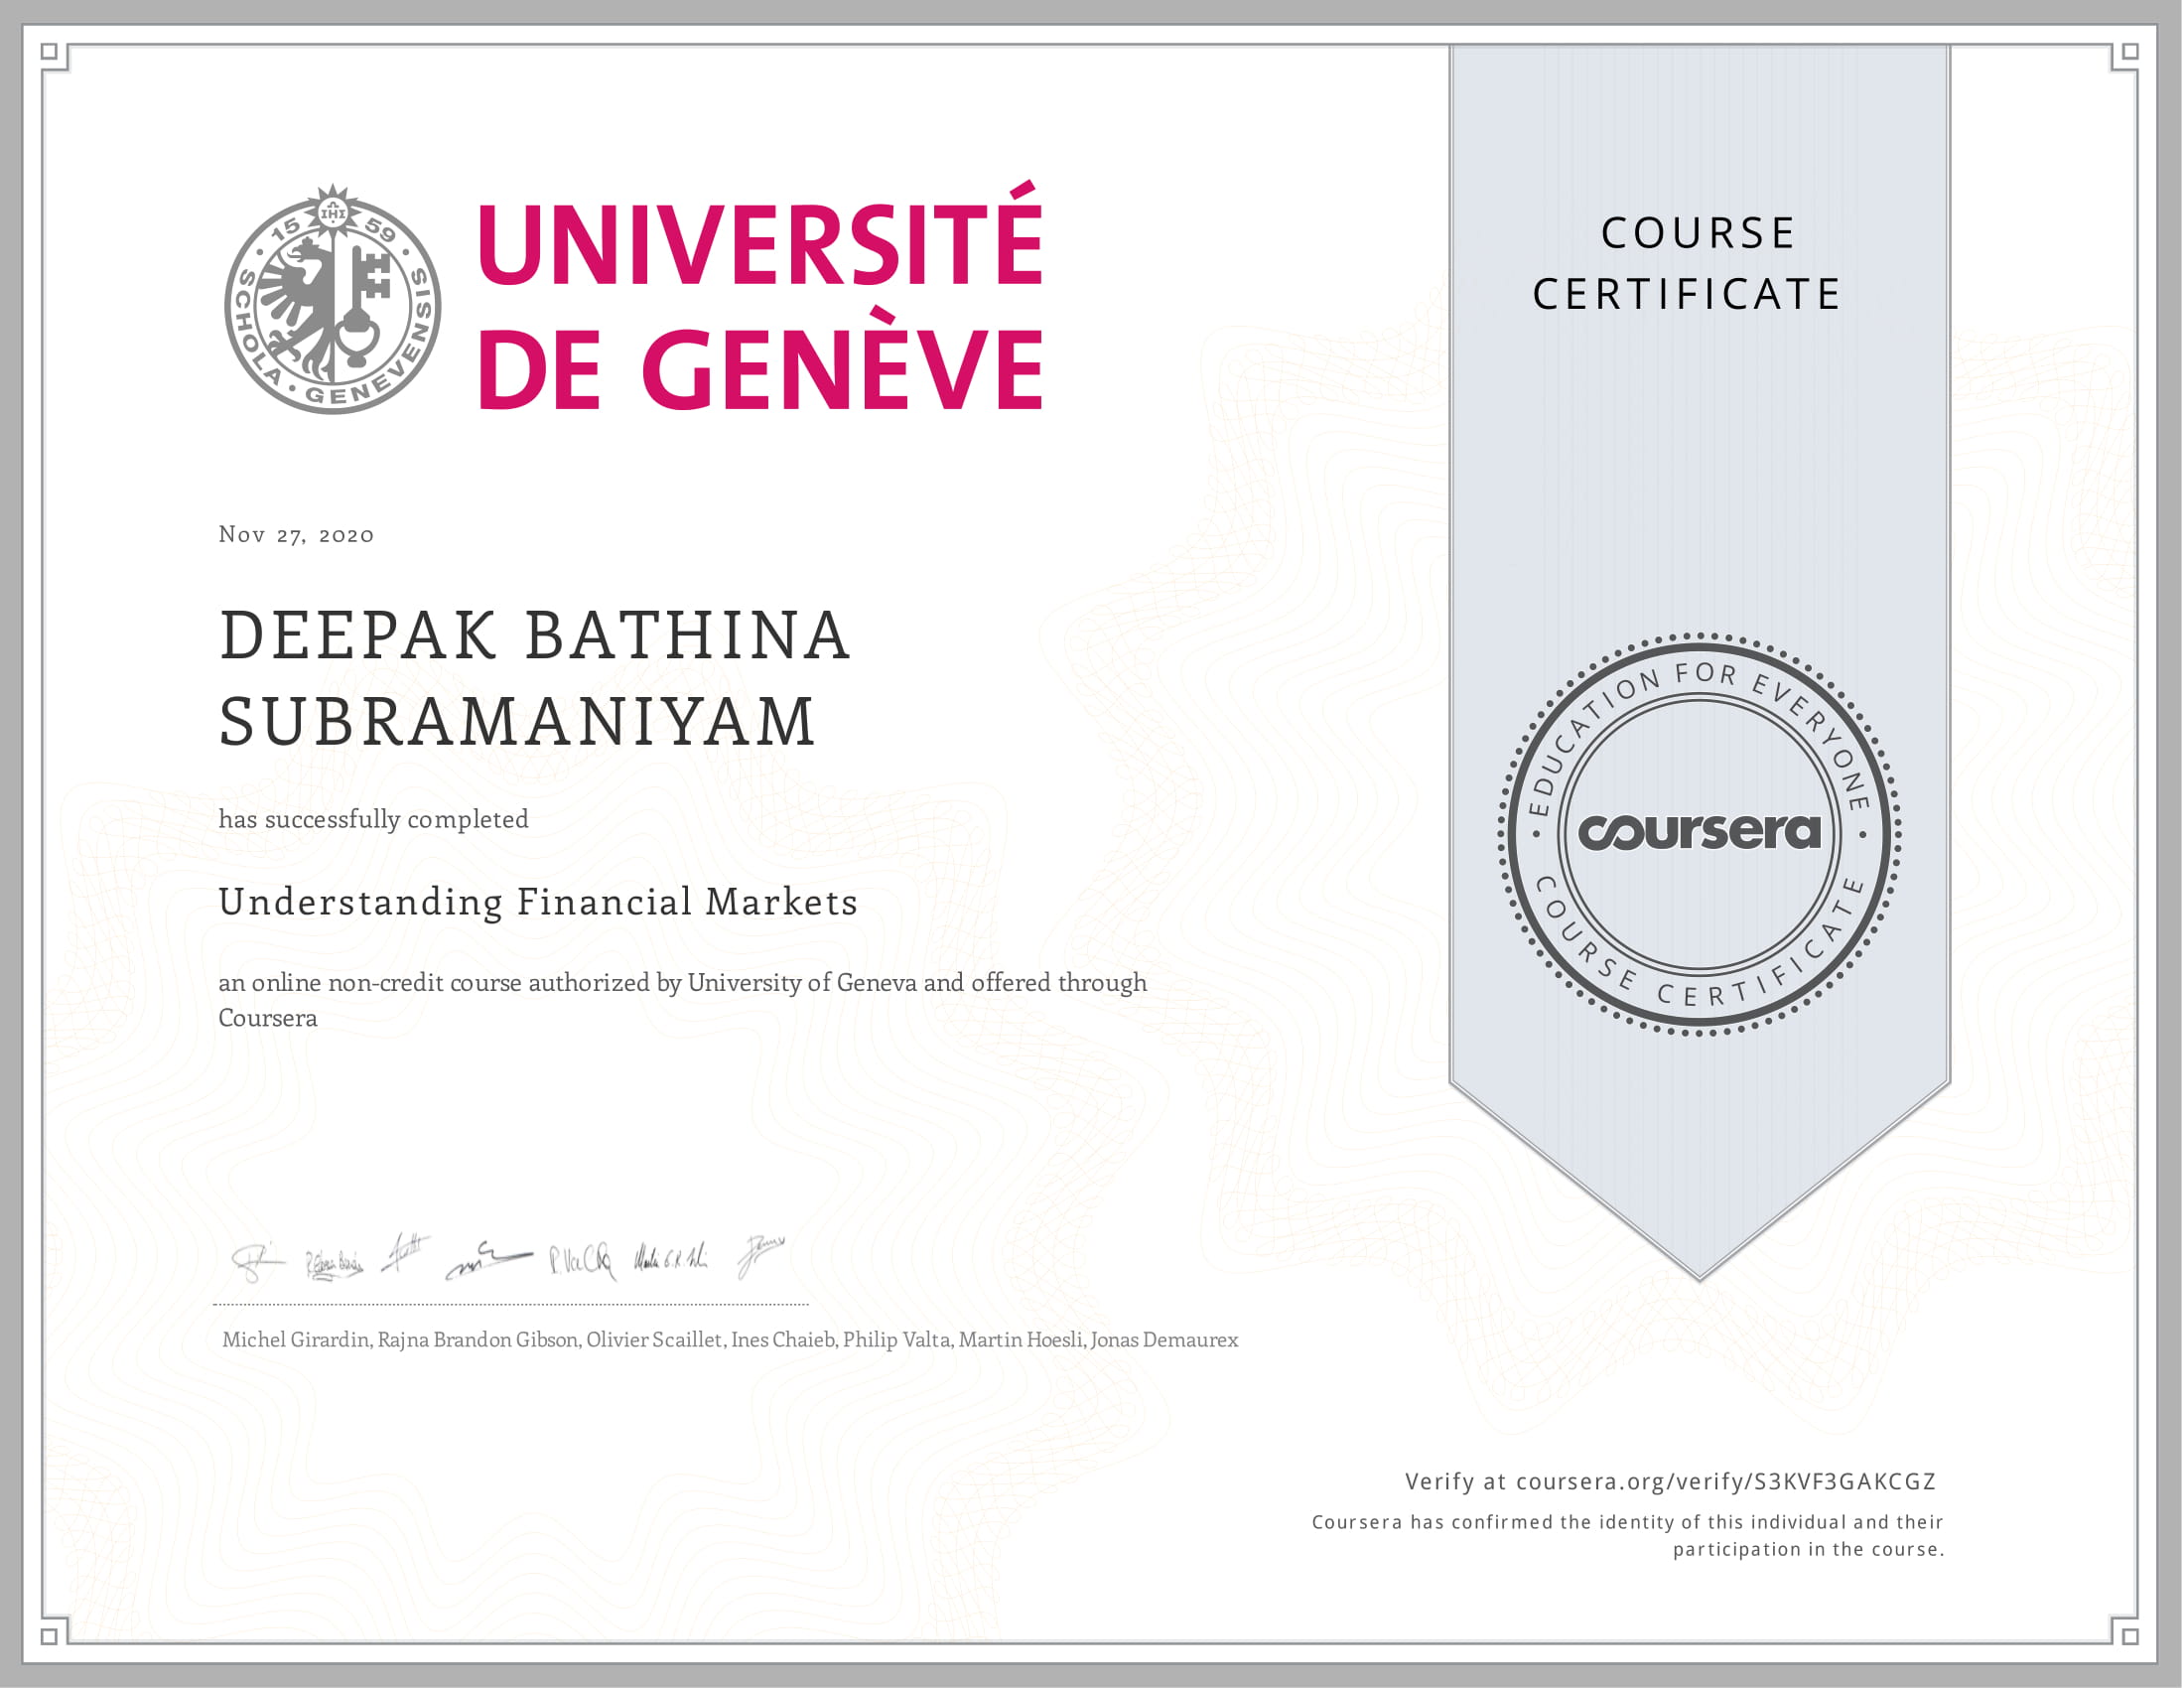 IHI
15 59
SCHOLA · GENEVENSIS
UNIVERSITÉ
DE GENÈVE
COURSE
CERTIFICATE
Nov 27, 2020
DEEPAK BATHINA
SUBRAMANIYAM
has successfully completed
Understanding Financial Markets
an online non-credit course authorized by University of Geneva and offered through
Coursera
EDUCATION FOR EVERYONE
coursera
COURSE CERTIFICATE
Michel Girardin, Rajna Brandon Gibson, Olivier Scaillet, Ines Chaieb, Philip Valta, Martin Hoesli, Jonas Demaurex
Verify at coursera.org/verify/S3KVF3GAKCGZ
Coursera has confirmed the identity of this individual and their
participation in the course.